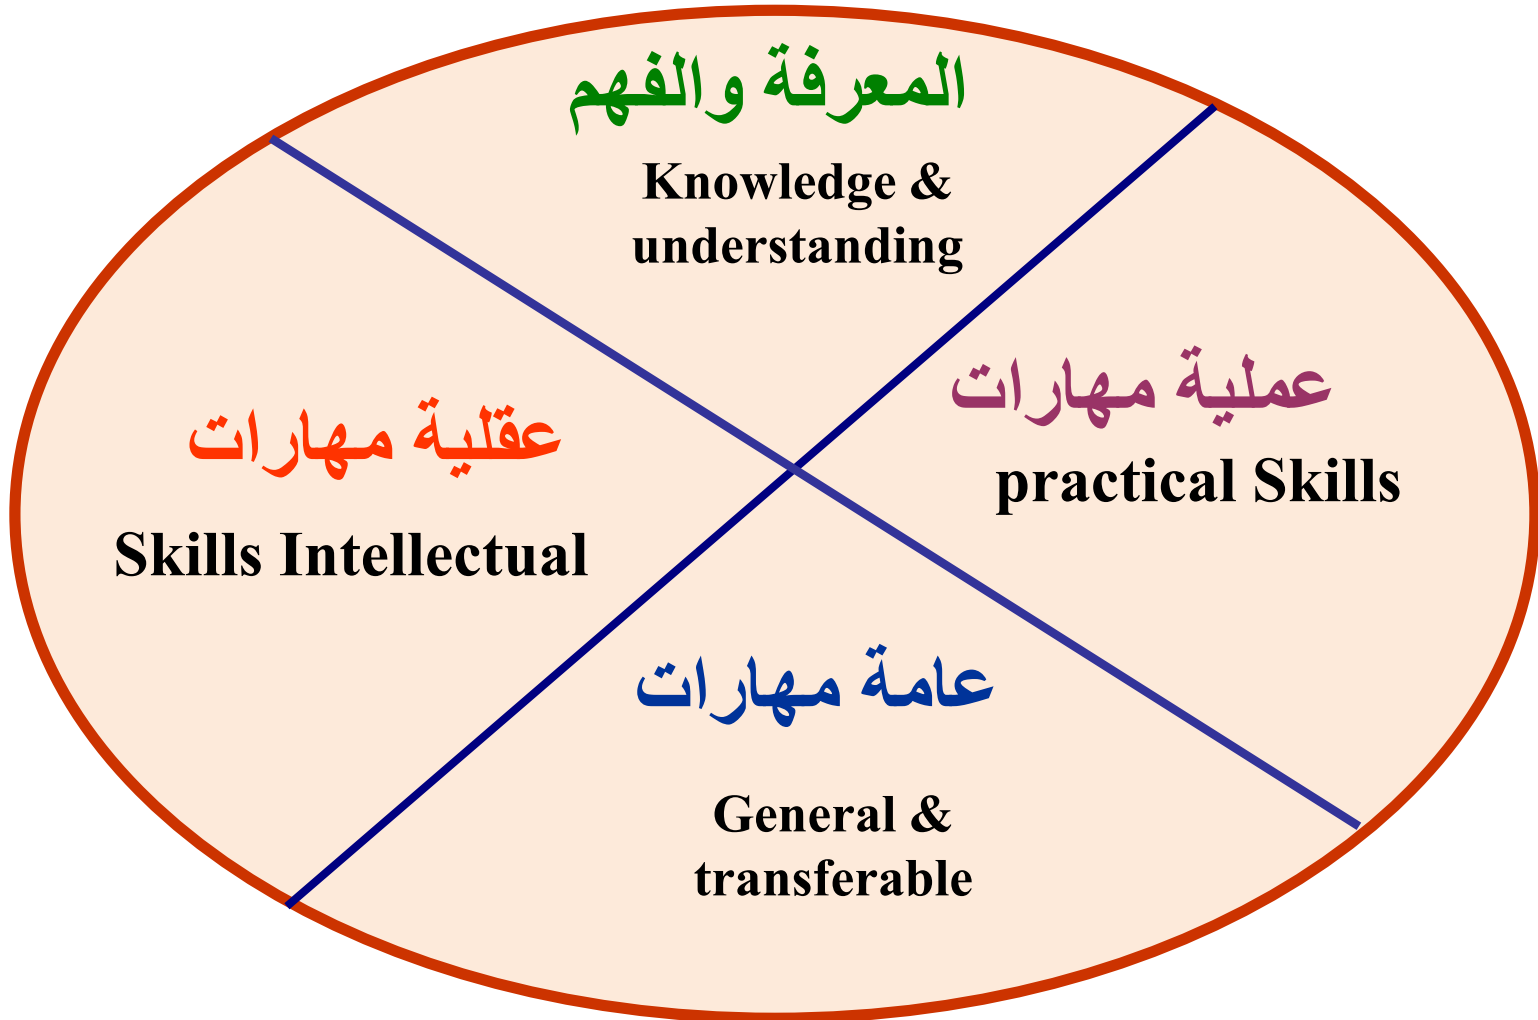 المعرفة والفهم
Knowledge &
understanding
عملية مهارات
practical Skills
عقلية مهارات
Skills Intellectual
عامة مهارات
General &
transferable